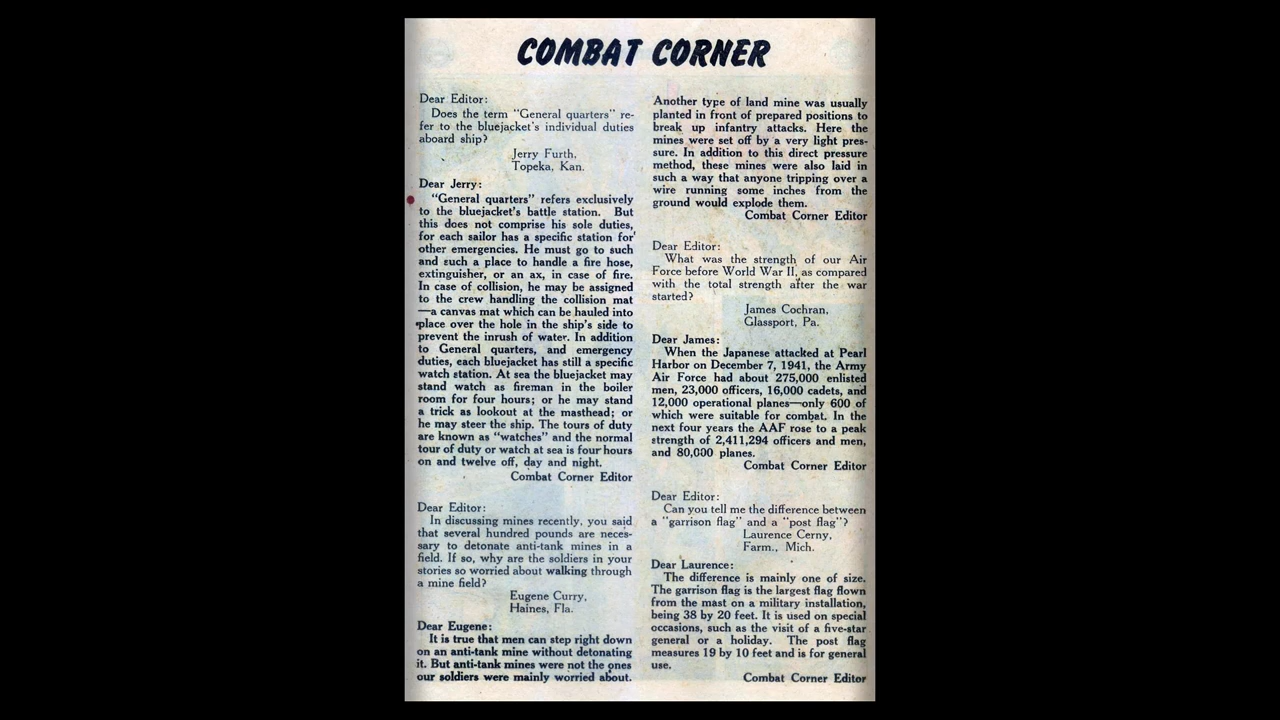 COMBAT CORNER
Dear Editor:
Does the term "General quarters" re-
fer to the bluejacket's individual duties
aboard ship?
Jerry Furth,
Topeka, Kan.
Dear Jerry:
"General quarters" refers exclusively
to the bluejacket's battle station. But
this does not comprise his sole duties,
for each sailor has a specific station for
other emergencies. He must go to such
and such a place to handle a fire hose,
extinguisher, or an ax, in case of fire.
In case of collision, he may be assigned
to the crew handling the collision mat
—a canvas mat which can be hauled into
place over the hole in the ship's side to
prevent the inrush of water. In addition
to General quarters, and emergency
duties, each bluejacket has still a specific
watch station. At sea the bluejacket may
stand watch as fireman in the boiler
room for four hours; or he may stand
a trick as lookout at the masthead; or
he may steer the ship. The tours of duty
are known as "watches" and the normal
tour of duty or watch at sea is four hours
on and twelve off, day and night.
Combat Corner Editor
Dear Editor:
In discussing mines recently, you said
that several hundred pounds are neces-
sary to detonate anti-tank mines in a
field. If so, why are the soldiers in your
stories so worried about walking through
a mine field?
Eugene Curry,
Haines, Fla.
Dear Eugene:
It is true that men can step right down
on an anti-tank mine without detonating
it. But anti-tank mines were not the ones
our soldiers were mainly worried about.
Another type of land mine was usually
planted in front of prepared positions to
break up infantry attacks. Here the
mines were set off by a very light pres-
sure. In addition to this direct pressure
method, these mines were also laid in
such a way that anyone tripping over a
wire running some inches from the
ground would explode them.
Combat Corner Editor
Dear Editor:
What was the strength of our Air
Force before World War II, as compared
with the total strength after the war
started?
James Cochran,
Glassport, Pa.
Dear James:
When the Japanese attacked at Pearl
Harbor on December 7, 1941, the Army
Air Force had about 275,000 enlisted
men, 23,000 officers, 16,000 cadets, and
12,000 operational planes—only 600 of
which were suitable for combat. In the
next four years the AAF rose to a peak
strength of 2,411,294 officers and men,
and 80,000 planes.
Combat Corner Editor
Dear Editor:
Can you tell me the difference between
a "garrison flag" and a "post flag"?
Laurence Cerny,
Farm., Mich.
Dear Laurence:
The difference is mainly one of size.
The garrison flag is the largest flag flown
from the mast on a military installation,
being 38 by 20 feet. It is used on special
occasions, such as the visit of a five-star
general or a holiday. The post flag
measures 19 by 10 feet and is for general
use.
Combat Corner Editor